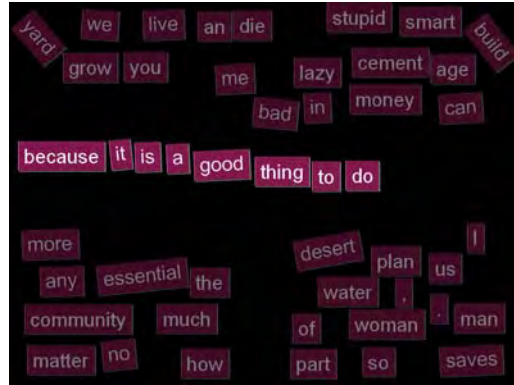 yard we live an die stupid smart build
grow you me lazy cement age
bad in money can
because it is a good thing to do
more desert plan us I
any essential the water , .
community much of woman man
matter no how part so saves